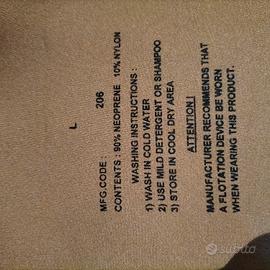 L
MFG.CODE : 206
CONTENTS : 90% NEOPRENE 10% NYLON
WASHING INSTRUCTIONS :
1) WASH IN COLD WATER
2) USE MILD DETERGENT OR SHAMPOO
3) STORE IN COOL DRY AREA
ATTENTION !
MANUFACTURER RECOMMENDS THAT
A FLOTATION DEVICE BE WORN
WHEN WEARING THIS PRODUCT.
subito